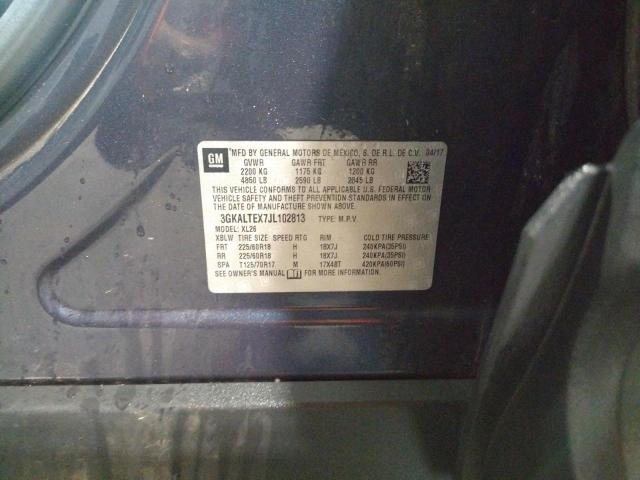 GM MFD BY GENERAL MOTORS DE MEXICO, S. DE R.L. DE C.V. 04/17
GVWR GAWR FRT GAWR RR
2200 KG 1175 KG 1200 KG
4850 LB 2590 LB 2645 LB
THIS VEHICLE CONFORMS TO ALL APPLICABLE U.S. FEDERAL MOTOR
VEHICLE SAFETY, BUMPER, AND THEFT PREVENTION STANDARDS IN EFFECT ON
THE DATE OF MANUFACTURE SHOWN ABOVE.
3GKALTEX7JL102813 TYPE: M.P.V.
MODEL: XL26
XBLW TIRE SIZE SPEED RTG RIM COLD TIRE PRESSURE
FRT 225/60R18 H 18X7J 240KPA(35PSI)
RR 225/60R18 H 18X7J 240KPA(35PSI)
SPA T125/70R17 M 17X4BT 420KPA(60PSI)
SEE OWNER'S MANUAL FOR MORE INFORMATION.